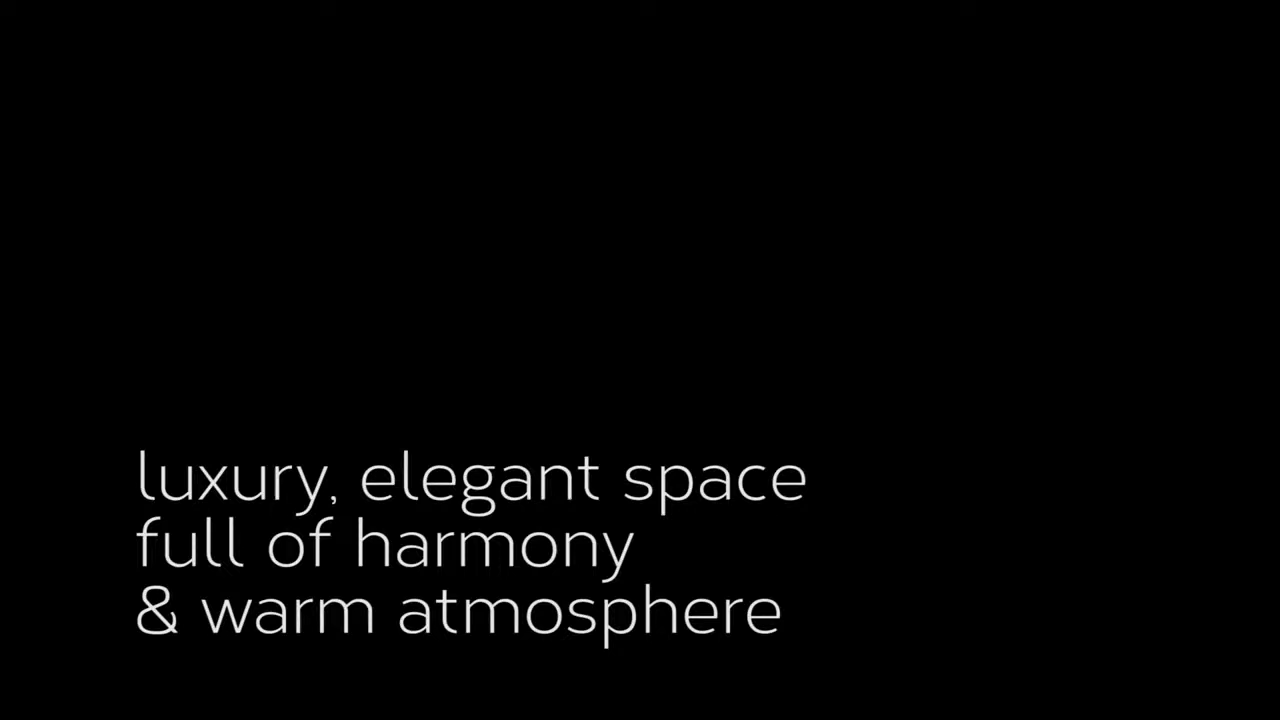 luxury, elegant space
full of harmony
& warm atmosphere